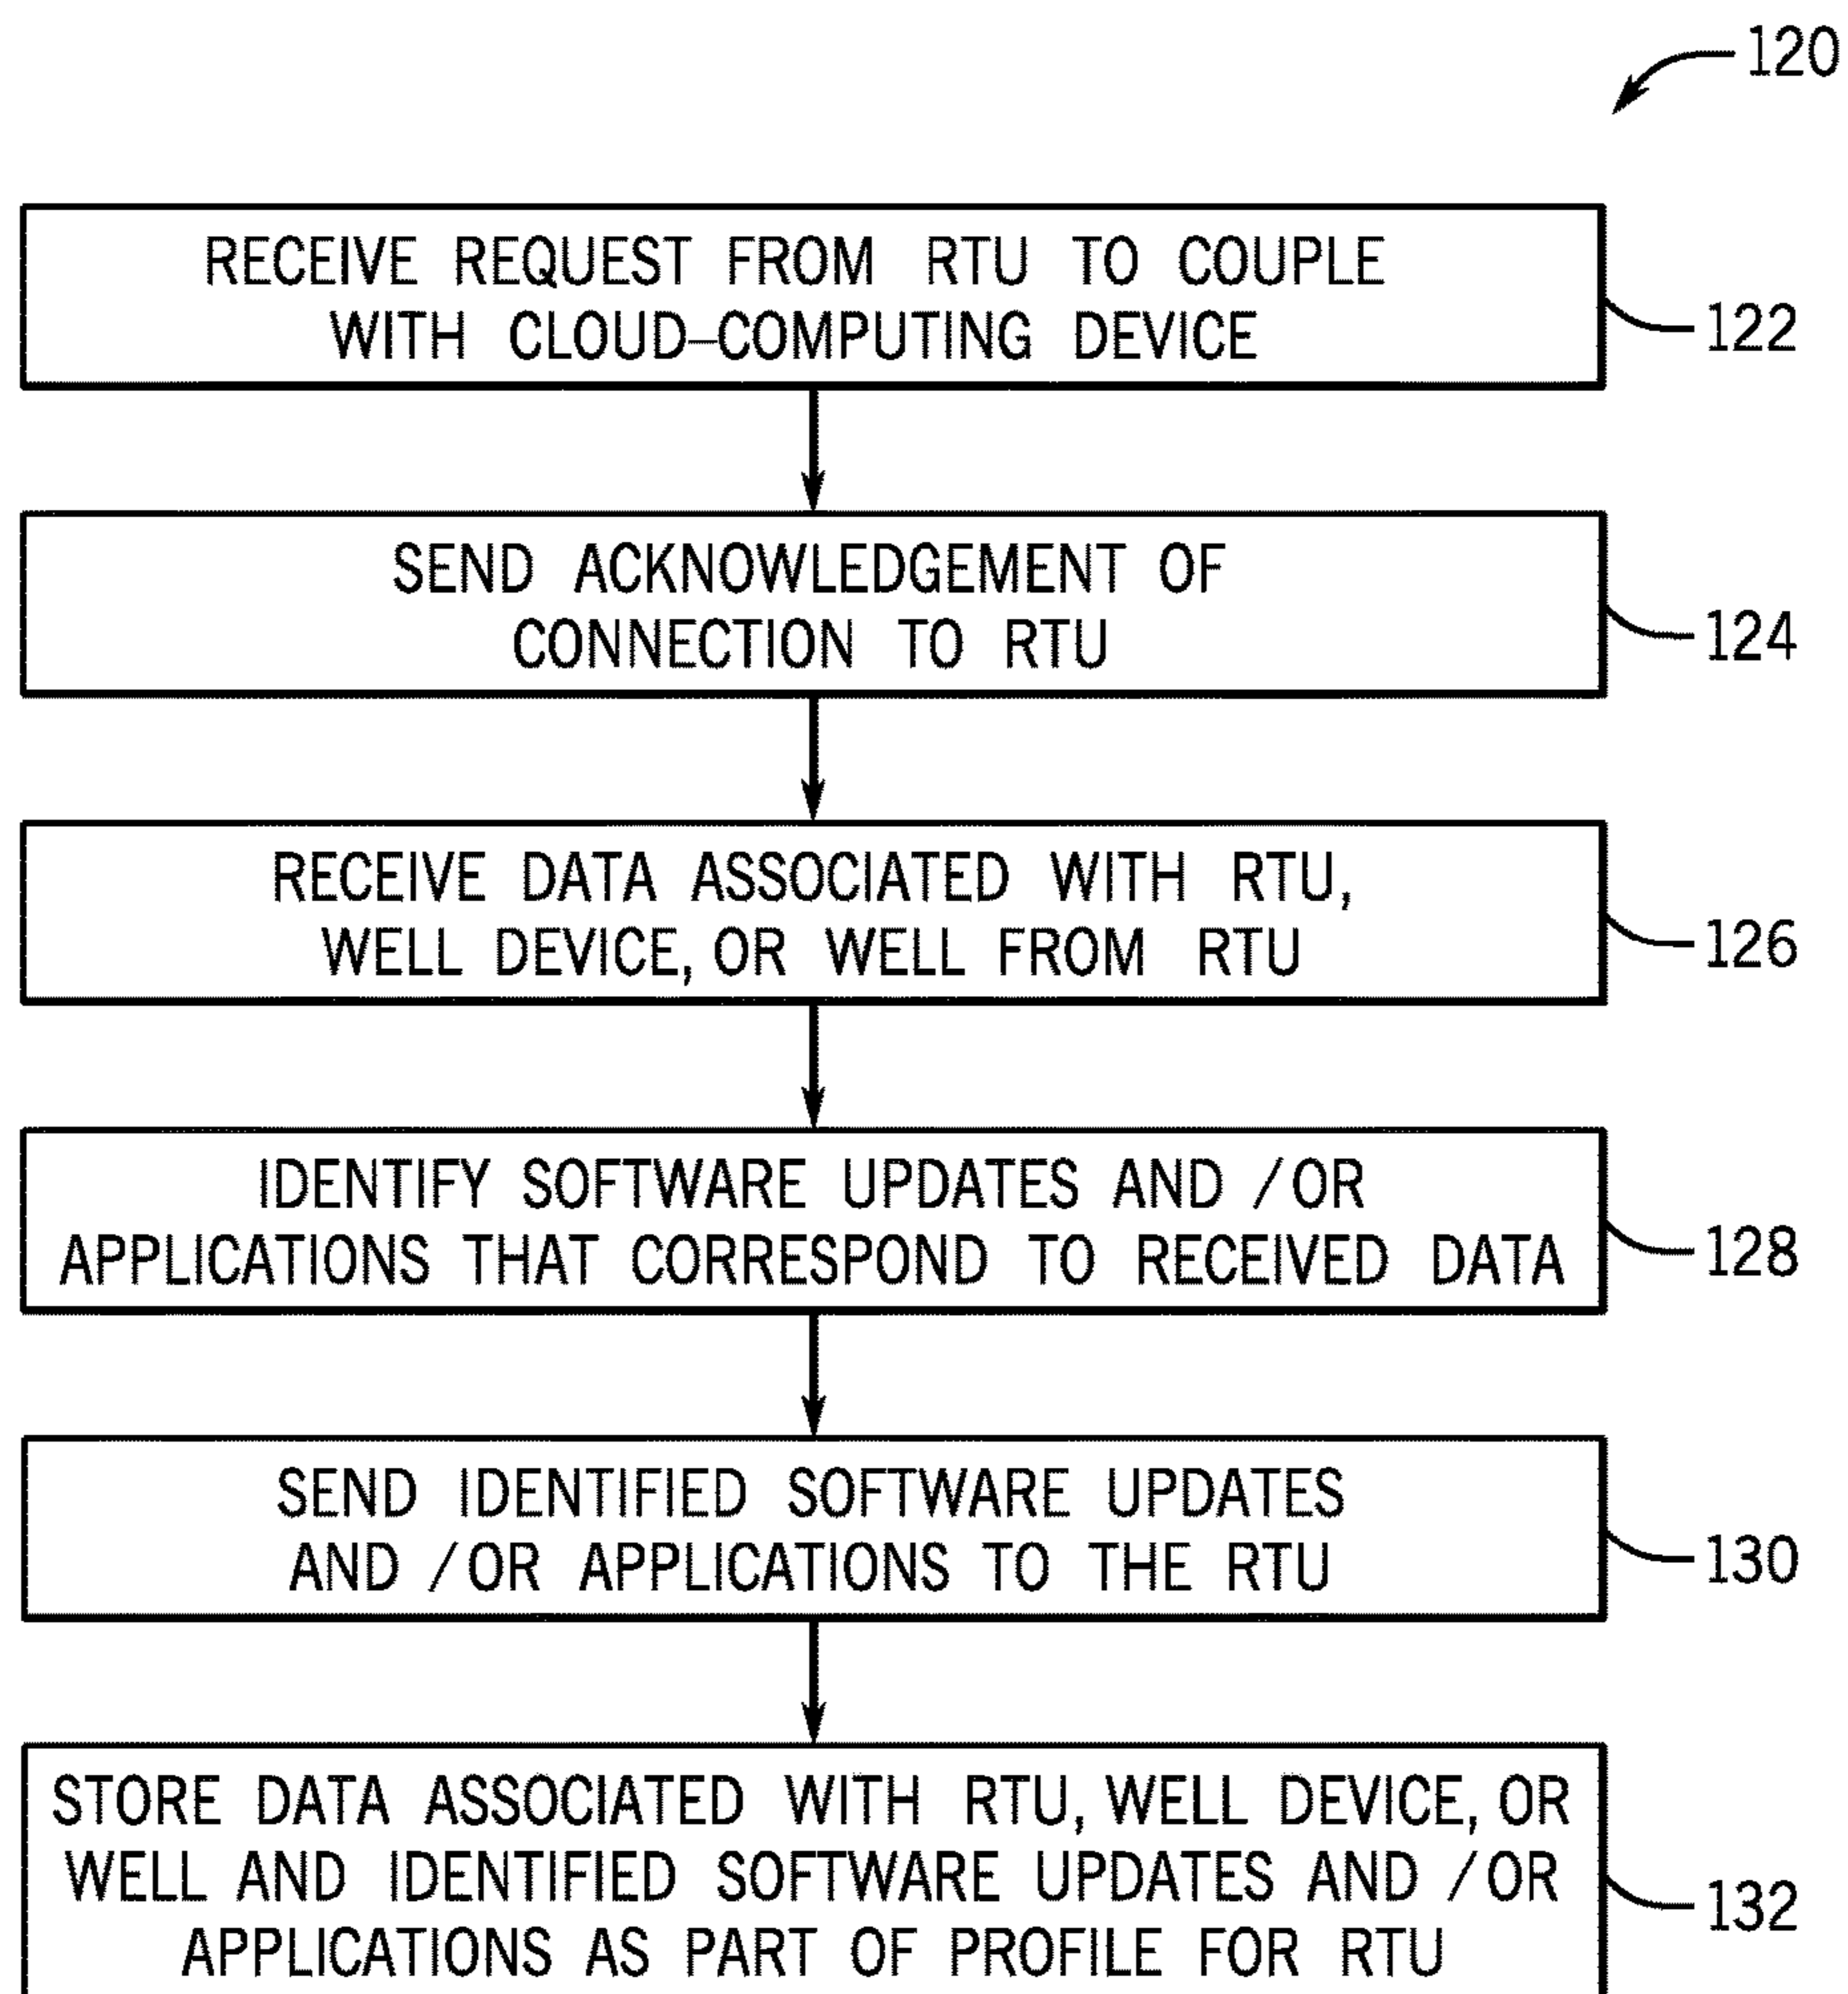 120
RECEIVE REQUEST FROM RTU TO COUPLE
WITH CLOUD-COMPUTING DEVICE
122
SEND ACKNOWLEDGEMENT OF
CONNECTION TO RTU
124
RECEIVE DATA ASSOCIATED WITH RTU,
WELL DEVICE, OR WELL FROM RTU
126
IDENTIFY SOFTWARE UPDATES AND /OR
APPLICATIONS THAT CORRESPOND TO RECEIVED DATA
128
SEND IDENTIFIED SOFTWARE UPDATES
AND /OR APPLICATIONS TO THE RTU
130
STORE DATA ASSOCIATED WITH RTU, WELL DEVICE, OR
WELL AND IDENTIFIED SOFTWARE UPDATES AND /OR
APPLICATIONS AS PART OF PROFILE FOR RTU
132